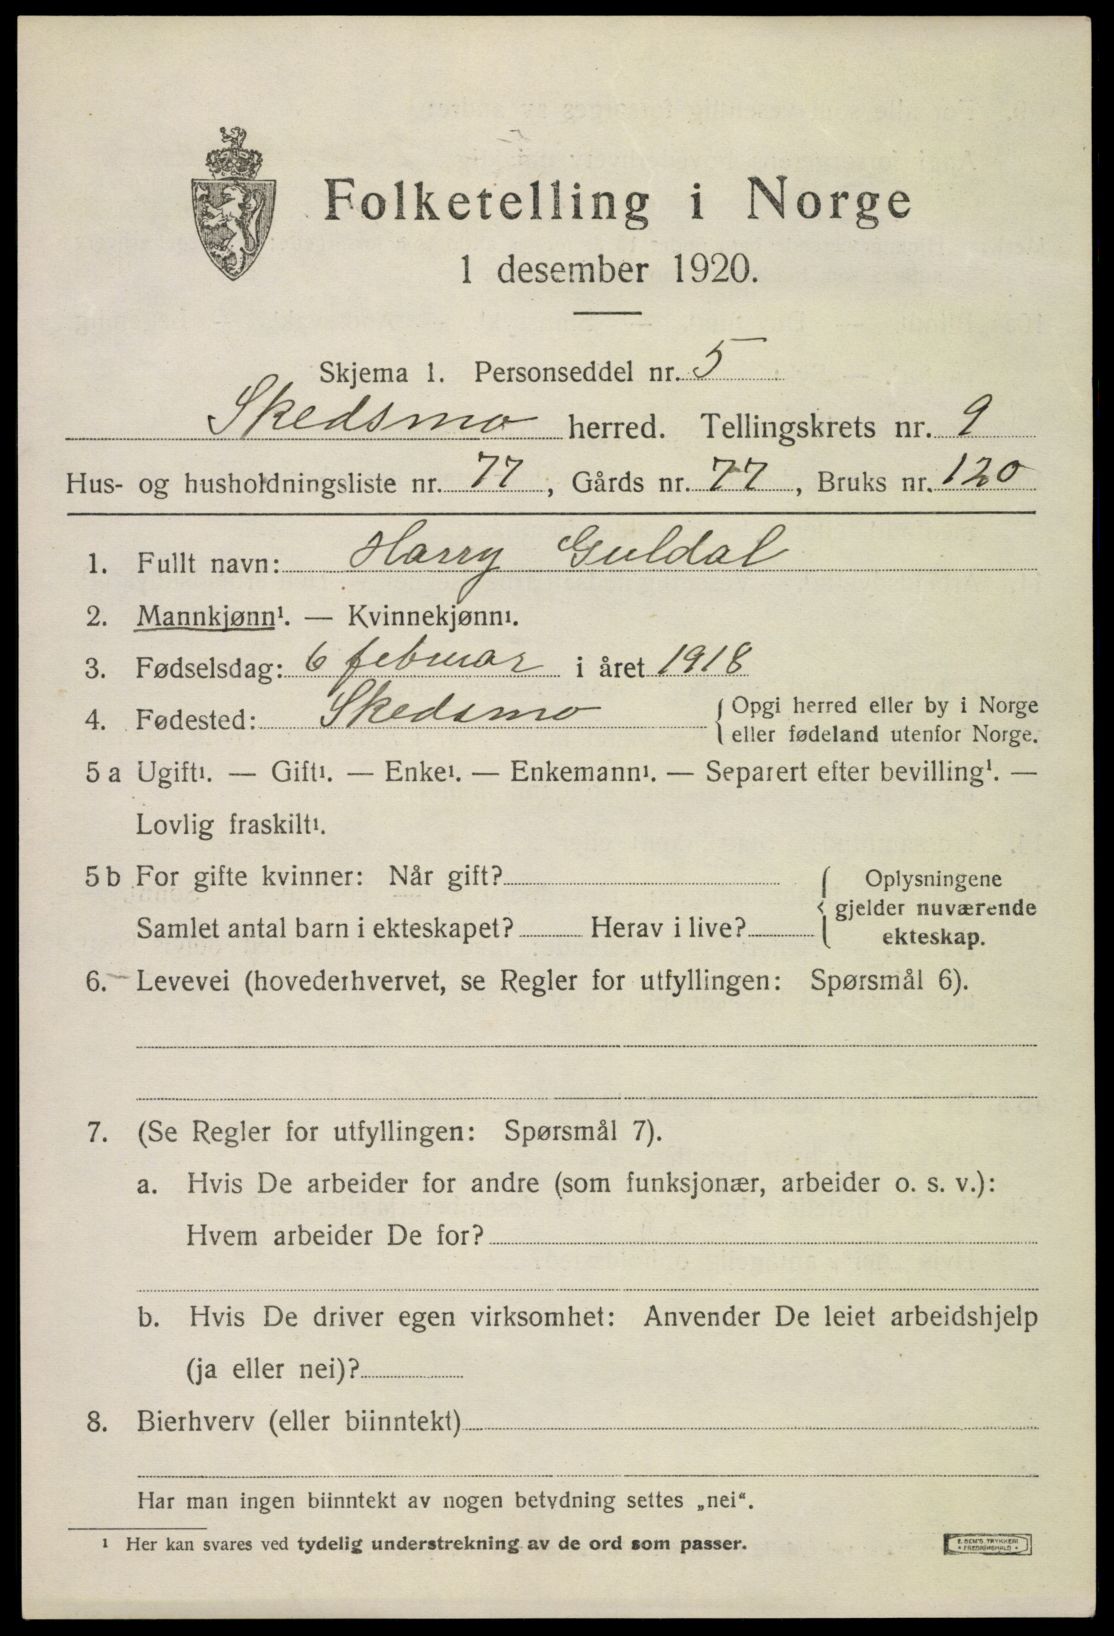 Folketelling i Norge
1 desember 1920.
Skjema 1. Personseddel nr. 5
Skedsmo herred. Tellingskrets nr. 9
Hus- og husholdningsliste nr. 77, Gårds nr. 77, Bruks nr. 120
1. Fullt navn: Harry Guldal
2. Mannkjønn¹. — Kvinnekjønn¹.
3. Fødselsdag: 6 februar i året 1918
4. Fødested: Skedsmo { Opgi herred eller by i Norge
eller fødeland utenfor Norge.
5 a Ugift¹. — Gift¹. — Enke¹. — Enkemann¹. — Separert efter bevilling¹. —
Lovlig fraskilt¹.
5 b For gifte kvinner: Når gift? { Oplysningene
gjelder nuværende
Samlet antal barn i ekteskapet? Herav i live? ekteskap.
6. Levevei (hovederhvervet, se Regler for utfyllingen: Spørsmål 6).
7. (Se Regler for utfyllingen: Spørsmål 7).
a. Hvis De arbeider for andre (som funksjonær, arbeider o. s. v.):
Hvem arbeider De for?
b. Hvis De driver egen virksomhet: Anvender De leiet arbeidshjelp
(ja eller nei)?
8. Bierhverv (eller biinntekt)
Har man ingen biinntekt av nogen betydning settes „nei“.
¹ Her kan svares ved tydelig understrekning av de ord som passer.
E. SEM'S TRYKKERI
FREDRIKSHALD